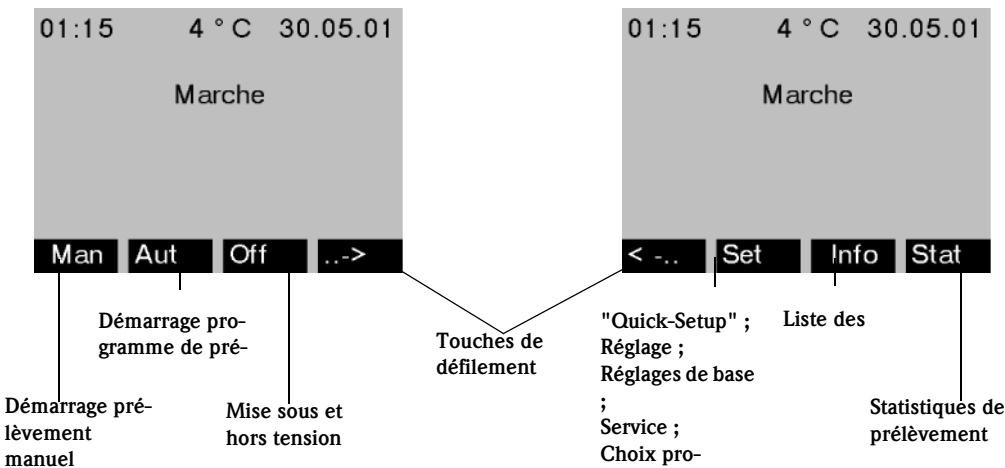 01:15 4 °C 30.05.01
Marche
Man Aut Off ..->
01:15 4 °C 30.05.01
Marche
< -.. Set Info Stat
Démarrage pro-
gramme de pré-
Démarrage pré-
lèvement
manuel
Mise sous et
hors tension
Touches de
défilement
"Quick-Setup" ;
Réglage ;
Réglages de base
;
Service ;
Choix pro-
Liste des
Statistiques de
prélèvement